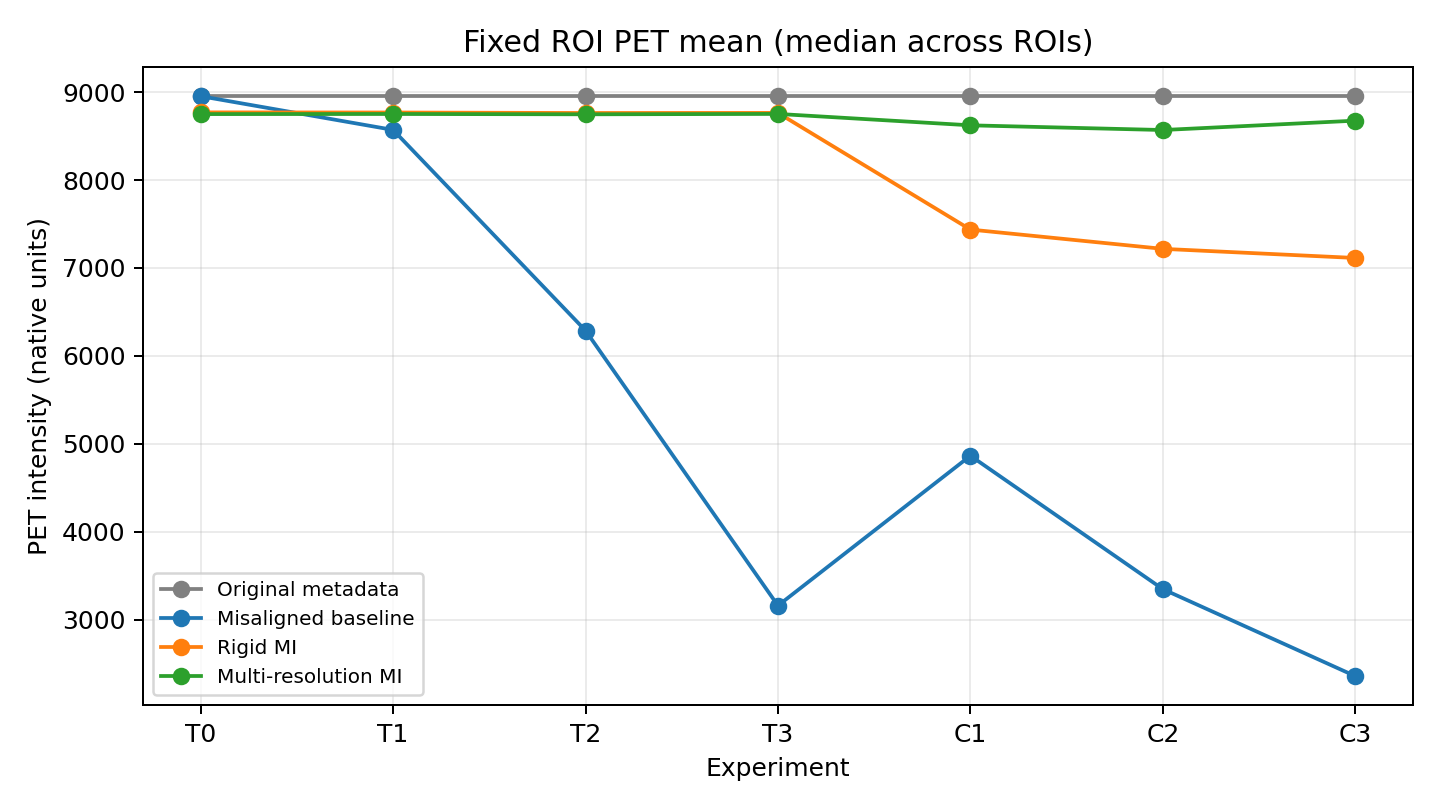 Fixed ROI PET mean (median across ROIs)
PET intensity (native units)
9000
8000
7000
6000
5000
4000
3000
Original metadata
Misaligned baseline
Rigid MI
Multi-resolution MI
T0 T1 T2 T3 C1 C2 C3
Experiment